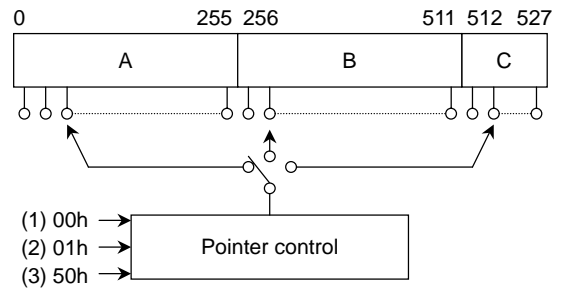 0 255 256 511 512 527
A B C
(1) 00h
(2) 01h
(3) 50h
Pointer control